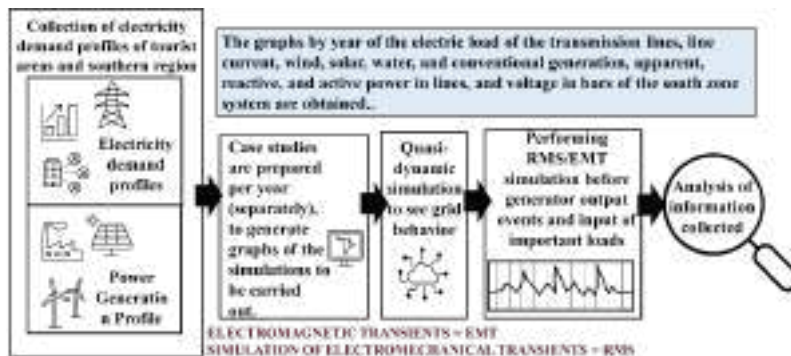 Collection of electricity
demand profiles of tourist
areas and southern region
Electricity
demand
profiles
Power
Generatio
n Profile
The graphs by year of the electric load of the transmission lines, line
current, wind, solar, water, and conventional generation, apparent,
reactive, and active power in lines, and voltage in bars of the south zone
system are obtained.
Case studies
are prepared
per year
(separately),
to generate
graphs of the
simulations to
be carried
out.
Quasi-
dynamic
simulation
to see grid
behavior
Performing
RMS/EMT
simulation before
generator output
events and input of
important loads
Analysis of
information
collected
ELECTROMAGNETIC TRANSIENTS = EMT
SIMULATION OF ELECTROMECHANICAL TRANSIENTS = RMS